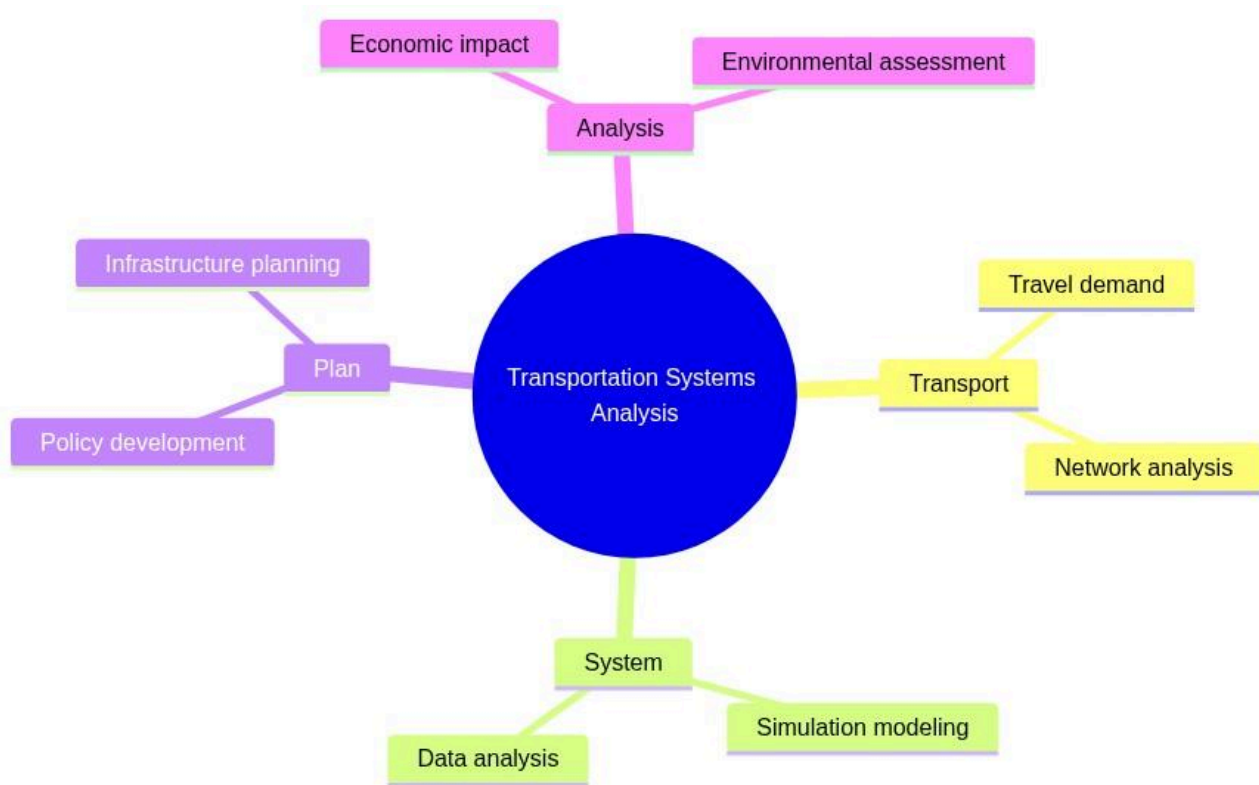 Economic impact
Environmental assessment
Analysis
Infrastructure planning
Travel demand
Plan
Transportation Systems
Analysis
Transport
Policy development
Network analysis
System
Simulation modeling
Data analysis